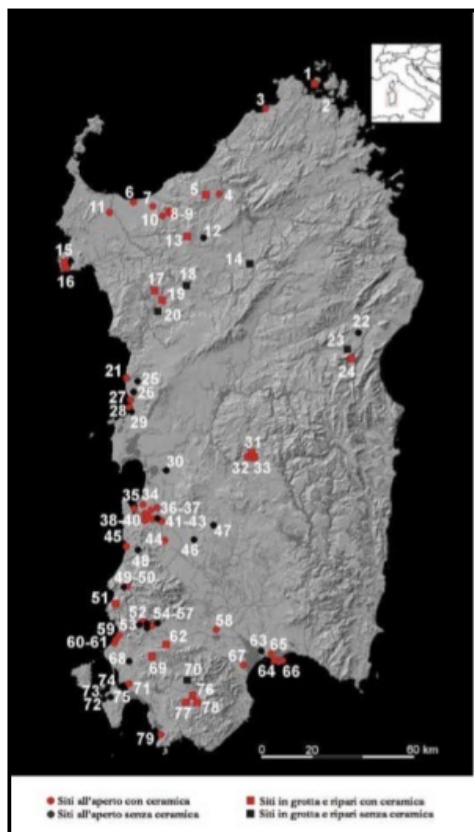 1
2
3
6 7 5 4
11 10 8-9
12
13
15 14
16
17 18
19
20
22
23
24
21 25
26
27
28
29
31
30 32 33
35 34
36-37
38-40 41-43
47
45 44
46
48
49-50
51
52 54-57 58
59 53
60-61 62 63 65
68 69 67 64 66
70
74 71
73 75 76
72 77 78
79
0 20 60 km
Siti all'aperto con ceramica Siti in grotta e ripari con ceramica
Siti all'aperto senza ceramica Siti in grotta e ripari senza ceramica